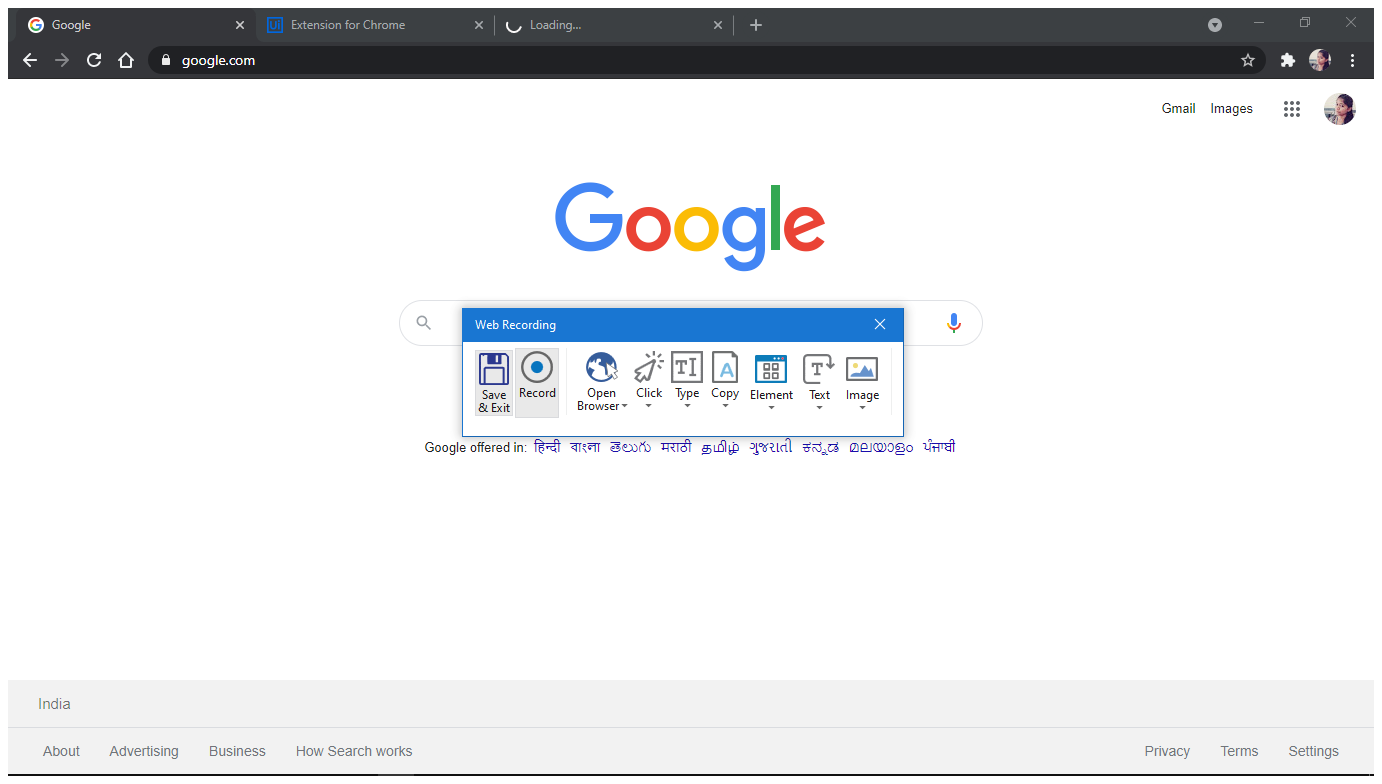 Google
Extension for Chrome
Loading...
google.com
Gmail Images
Google
Web Recording
Save & Exit
Record
Open Browser
Click
Type
Copy
Element
Text
Image
Google offered in: हिन्दी বাংলা తెలుగు मराठी தமிழ் ગુજરાતી ಕನ್ನಡ മലയാളം ਪੰਜਾਬੀ
India
About Advertising Business How Search works Privacy Terms Settings